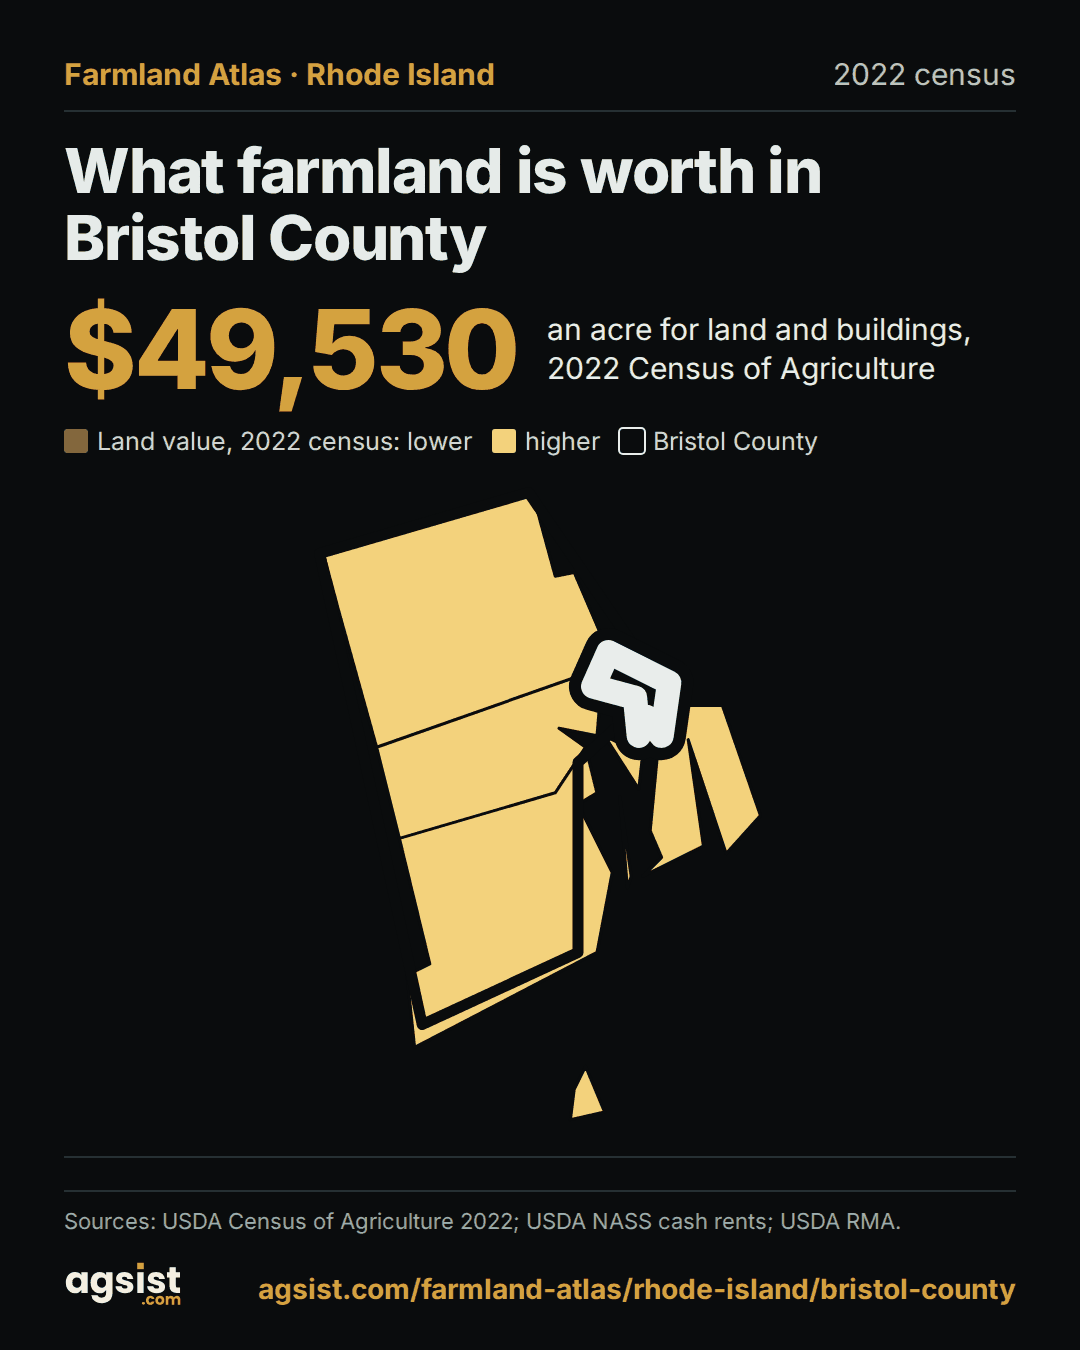 Farmland Atlas · Rhode Island
2022 census
What farmland is worth in
Bristol County
$49,530
an acre for land and buildings,
2022 Census of Agriculture
Land value, 2022 census: lower
higher
Bristol County
Sources: USDA Census of Agriculture 2022; USDA NASS cash rents; USDA RMA.
agsist
.com
agsist.com/farmland-atlas/rhode-island/bristol-county